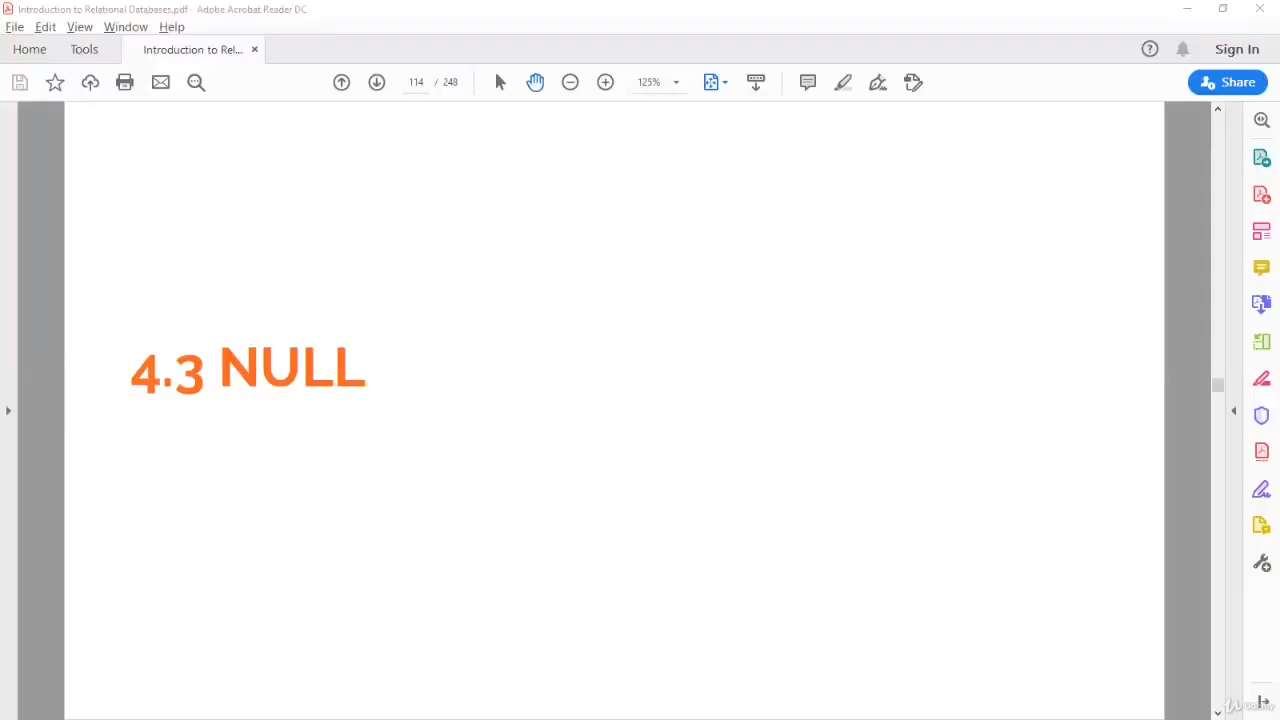 Introduction to Relational Databases.pdf - Adobe Acrobat Reader DC
File Edit View Window Help
Home Tools Introduction to Rel... × Sign In
114 / 248 125% Share
4.3 NULL
Udemy